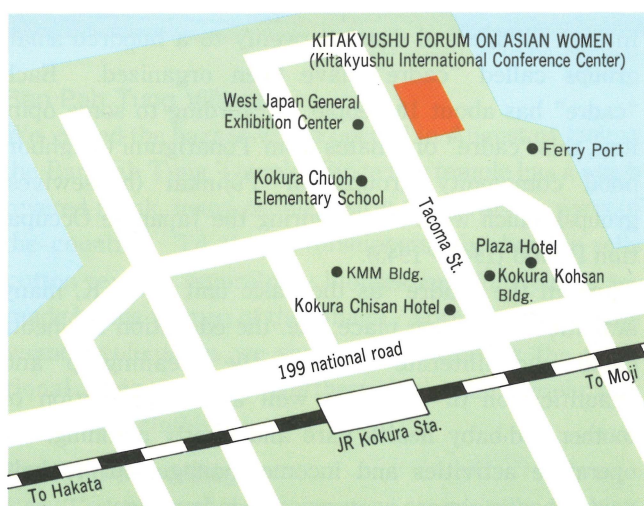 KITAKYUSHU FORUM ON ASIAN WOMEN
(Kitakyushu International Conference Center)
West Japan General
Exhibition Center
Ferry Port
Kokura Chuoh
Elementary School
Tacoma St.
Plaza Hotel
KMM Bldg.
Kokura Kohsan
Bldg.
Kokura Chisan Hotel
199 national road
To Moji
JR Kokura Sta.
To Hakata